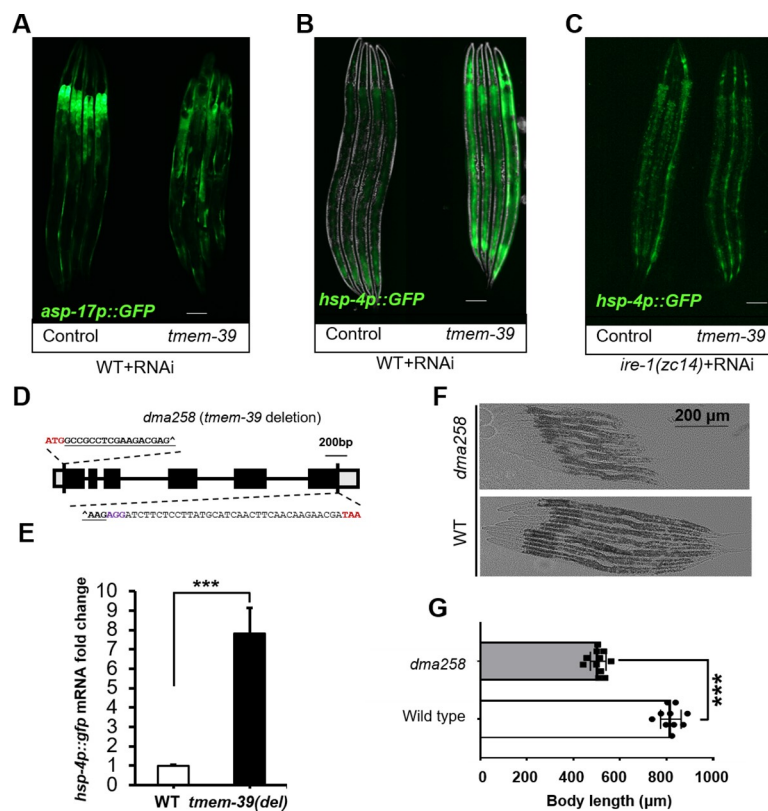 A
B
C
asp-17p::GFP
hsp-4p::GFP
hsp-4p::GFP
Control tmem-39
Control tmem-39
Control tmem-39
WT+RNAi
WT+RNAi
ire-1(zc14)+RNAi
D
dma258 (tmem-39 deletion)
ATGGCCGCCTCGAAGACGAG^
200bp
^AAGAGGATCTTCTCCTTATGCATCAACTTCAACAAGAACGATAA
E
hsp-4p::gfp mRNA fold change
10
9
8
7
6
5
4
3
2
1
0
***
WT tmem-39(del)
F
dma258
200 µm
WT
G
dma258
Wild type
***
0 200 400 600 800 1000
Body length (µm)